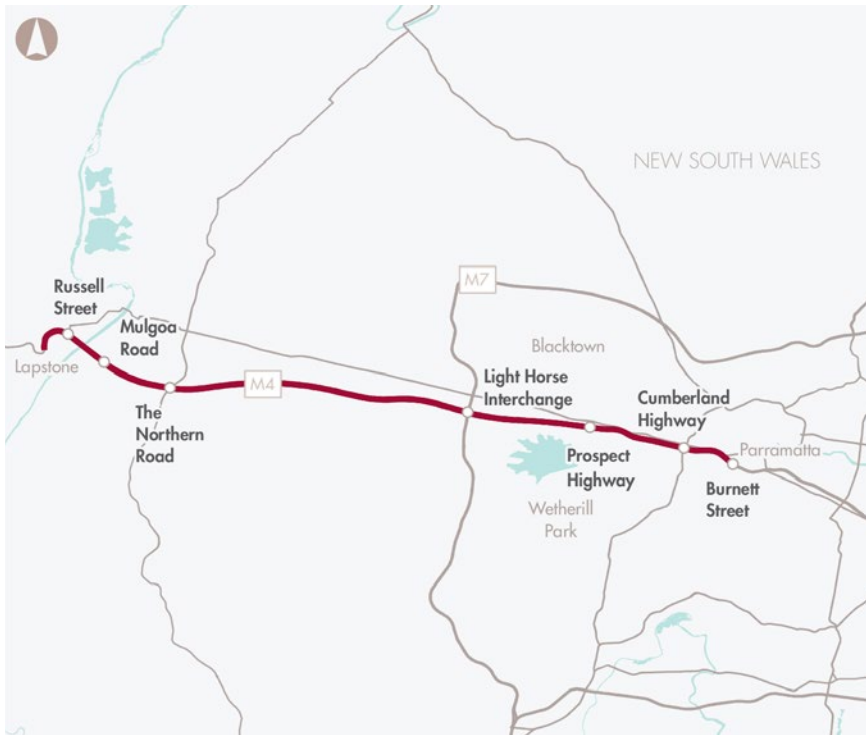 NEW SOUTH WALES
M7
Russell
Street
Mulgoa
Road
Lapstone
Blacktown
M4
Light Horse
Interchange
Cumberland
Highway
The
Northern
Road
Prospect
Highway
Parramatta
Burnett
Street
Wetherill
Park